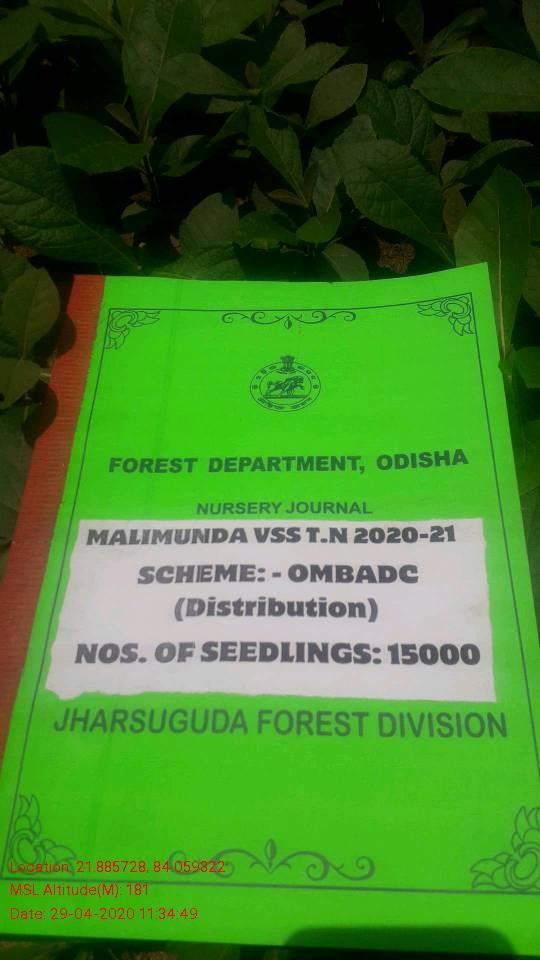 FOREST DEPARTMENT, ODISHA
NURSERY JOURNAL
MALIMUNDA VSS T.N 2020-21
SCHEME: - OMBADC
(Distribution)
NOS. OF SEEDLINGS: 15000
JHARSUGUDA FOREST DIVISION
Location: 21.885728, 84.059322
MSL Altitude(M): 181
Date: 29-04-2020 11:34:49